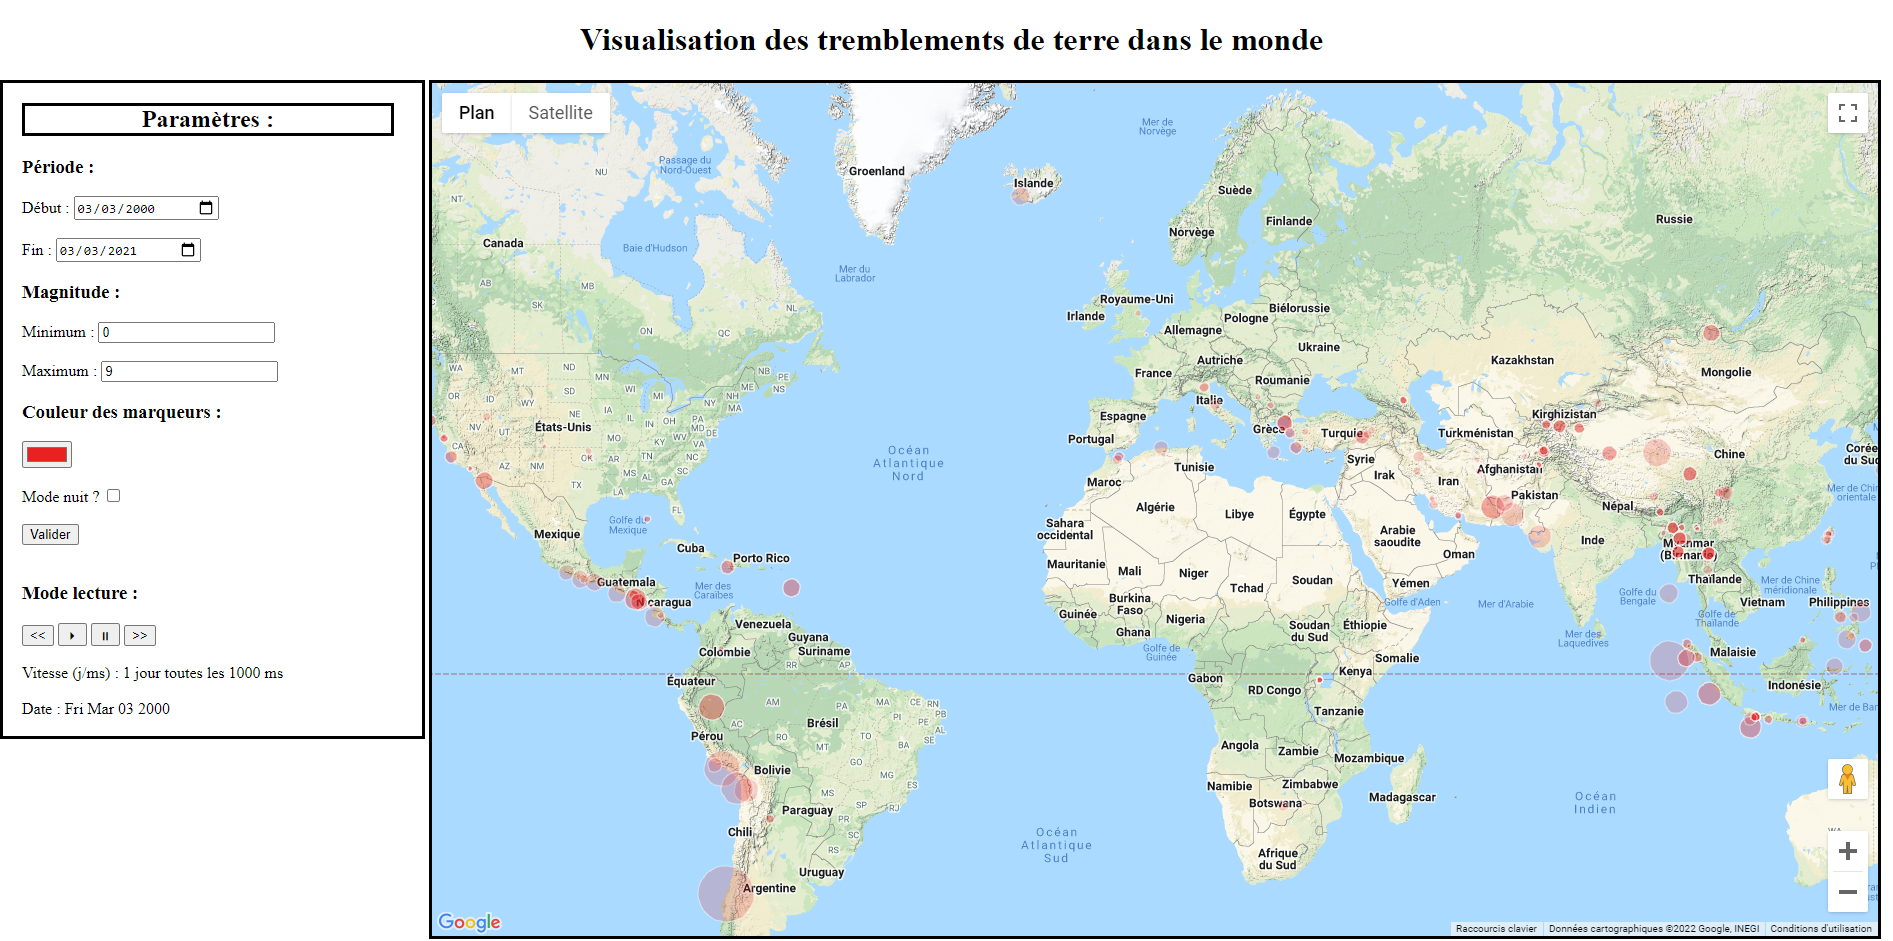 Visualisation des tremblements de terre dans le monde
Paramètres :
Période :
Début : 03/03/2000
Fin : 03/03/2021
Magnitude :
Minimum : 0
Maximum : 9
Couleur des marqueurs :
Mode nuit ?
Valider
Mode lecture :
<< >>
Vitesse (j/ms) : 1 jour toutes les 1000 ms
Date : Fri Mar 03 2000
Plan Satellite
Mer de
Norvège
Passage du
Nord-Ouest
NU
NT
Groenland
Islande
Suède
Finlande
Norvège
Russie
Canada
Baie d'Hudson
Mer du
Labrador
AB
SK
MB
ON
QC
NB
PE
NS
Royaume-Uni
Irlande
Biélorussie
Pologne
Allemagne
Ukraine
Autriche
France
Roumanie
Kazakhstan
Mongolie
WA
MT
ND
MN
OR
ID
WY
SD
WI
MI
NY
ME
NH
MA
Italie
Espagne
Portugal
Grèce
Turquie
Kirghizistan
Turkménistan
Chine
Corée
du Sud
États-Unis
NV
UT
CA
AZ
NM
NE
IA
IL
IN
OH
PA
MD
DE
MO
KY
WV
VA
OK
AR
TN
NC
MS
AL
SC
GA
TX
LA
FL
Océan
Atlantique
Nord
Tunisie
Maroc
Syrie
Irak
Iran
Afghanistan
Pakistan
Népal
Mer de Chine
orientale
Algérie
Libye
Égypte
Sahara
occidental
Arabie
saoudite
Oman
Inde
Myanmar
(Birmanie)
Mexique
Golfe du
Mexique
Cuba
Porto Rico
Mauritanie
Mali
Niger
Tchad
Soudan
Yémen
Golfe d'Aden
Mer d'Arabie
Golfe du
Bengale
Thaïlande
Golfe de
Thaïlande
Vietnam
Mer de Chine
méridionale
Philippines
Guatemala
Nicaragua
Mer des
Caraïbes
Burkina
Faso
Guinée
Ghana
Nigeria
Soudan
du Sud
Éthiopie
Mer des
Laquedives
Venezuela
Guyana
Suriname
Colombie
Golfe de
Guinée
Somalie
Kenya
Malaisie
Équateur
RR
AP
Gabon
RD Congo
Indonésie
AM
PA
MA
CE
RN
PB
PE
AL
SE
PI
TO
AC
RO
MT
BA
Pérou
Brésil
Tanzanie
Angola
Zambie
Mozambique
GO
MG
ES
Bolivie
MS
SP
RJ
PR
SC
RS
Namibie
Zimbabwe
Botswana
Madagascar
Paraguay
Chili
Océan
Indien
WA
Océan
Atlantique
Sud
Afrique
du Sud
Uruguay
Argentine
Google
Raccourcis clavier Données cartographiques ©2022 Google, INEGI Conditions d'utilisation